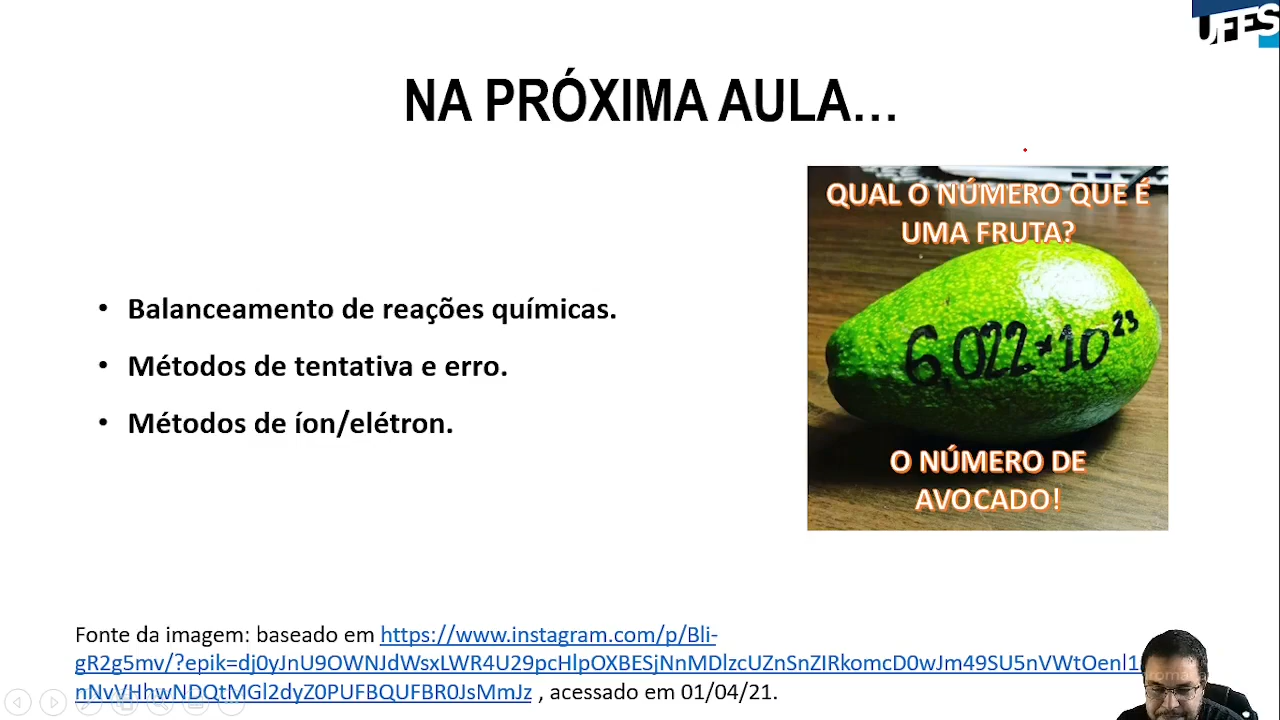 UFES
NA PRÓXIMA AULA...
QUAL O NÚMERO QUE É
UMA FRUTA?
6,022*10²³
O NÚMERO DE
AVOCADO!
• Balanceamento de reações químicas.
• Métodos de tentativa e erro.
• Métodos de íon/elétron.
Fonte da imagem: baseado em https://www.instagram.com/p/Bli-
gR2g5mv/?epik=dj0yJnU9OWNJdWsxLWR4U29pcHlpOXBESjNnMDlzcUZnSnZIRkomcD0wJm49SU5nVWtOenl1
nNvVHhwNDQtMGl2dyZ0PUFBQUFBR0JsMmJz , acessado em 01/04/21.